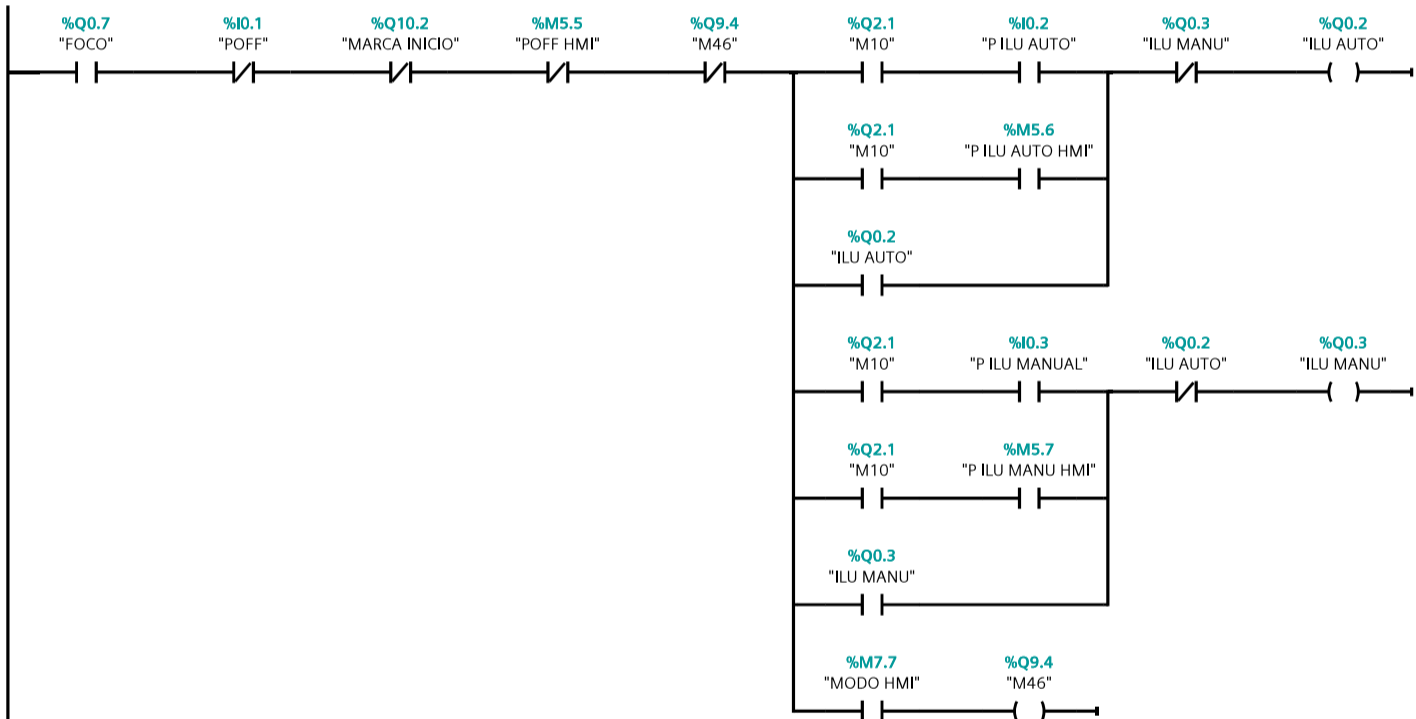 %Q0.7 %I0.1 %Q10.2 %M5.5 %Q9.4 %Q2.1 %I0.2 %Q0.3 %Q0.2
"FOCO" "POFF" "MARCA INICIO" "POFF HMI" "M46" "M10" "P ILU AUTO" "ILU MANU" "ILU AUTO"
%Q2.1 %M5.6
"M10" "P ILU AUTO HMI"
%Q0.2
"ILU AUTO"
%Q2.1 %I0.3 %Q0.2 %Q0.3
"M10" "P ILU MANUAL" "ILU AUTO" "ILU MANU"
%Q2.1 %M5.7
"M10" "P ILU MANU HMI"
%Q0.3
"ILU MANU"
%M7.7 %Q9.4
"MODO HMI" "M46"